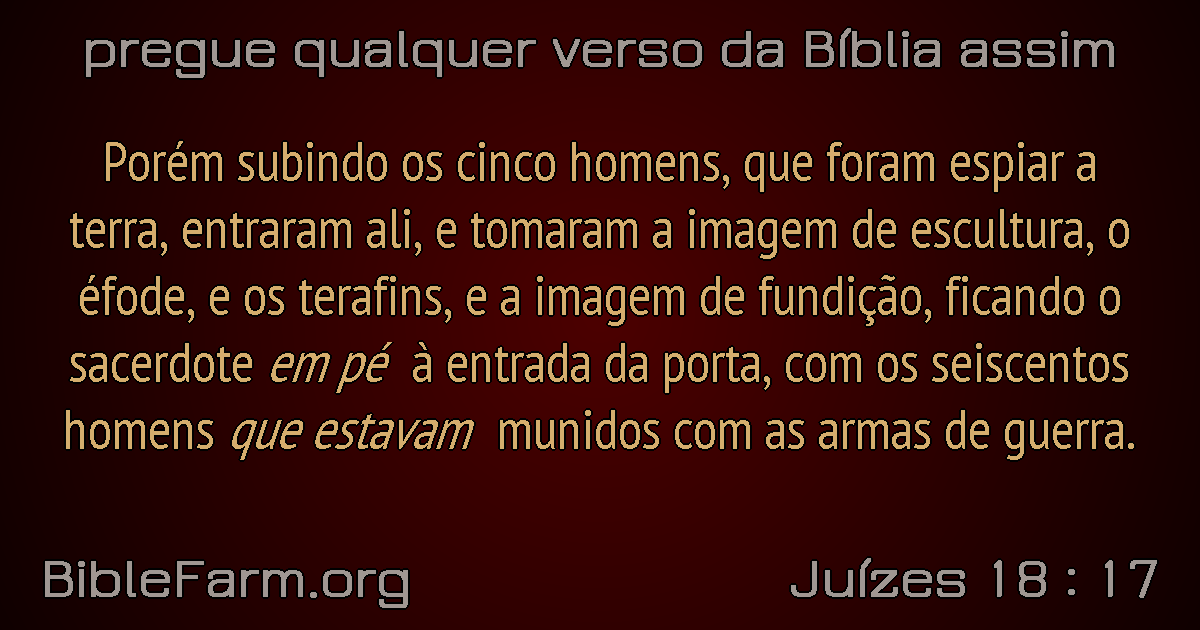 pregue qualquer verso da Bíblia assim
Porém subindo os cinco homens, que foram espiar a
terra, entraram ali, e tomaram a imagem de escultura, o
éfode, e os terafins, e a imagem de fundição, ficando o
sacerdote em pé à entrada da porta, com os seiscentos
homens que estavam munidos com as armas de guerra.
BibleFarm.org
Juízes 18 : 17